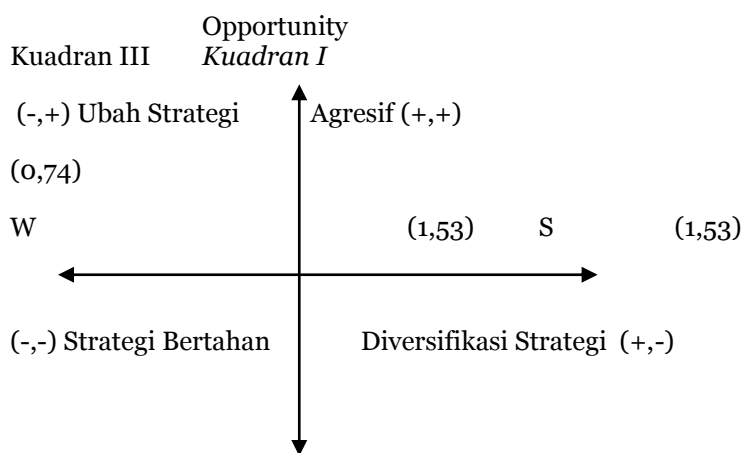 Opportunity
Kuadran III Kuadran I
(-,+) Ubah Strategi Agresif (+,+)
(0,74)
W (1,53) S (1,53)
(-,-) Strategi Bertahan Diversifikasi Strategi (+,-)